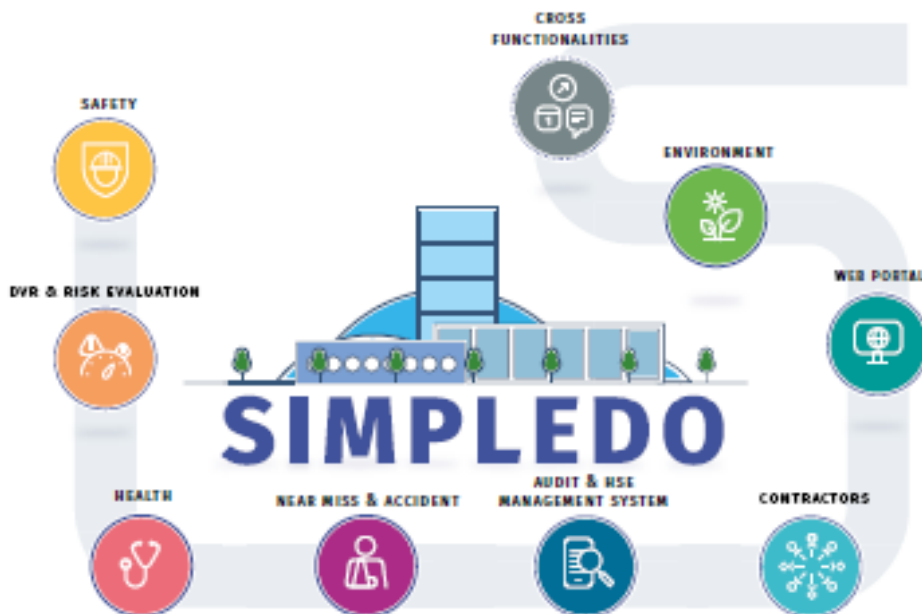 CROSS
FUNCTIONALITIES
SAFETY
ENVIRONMENT
WEB PORTAL
DVR & RISK EVALUATION
SIMPLEDO
HEALTH
NEAR MISS & ACCIDENT
AUDIT & HSE
MANAGEMENT SYSTEM
CONTRACTORS